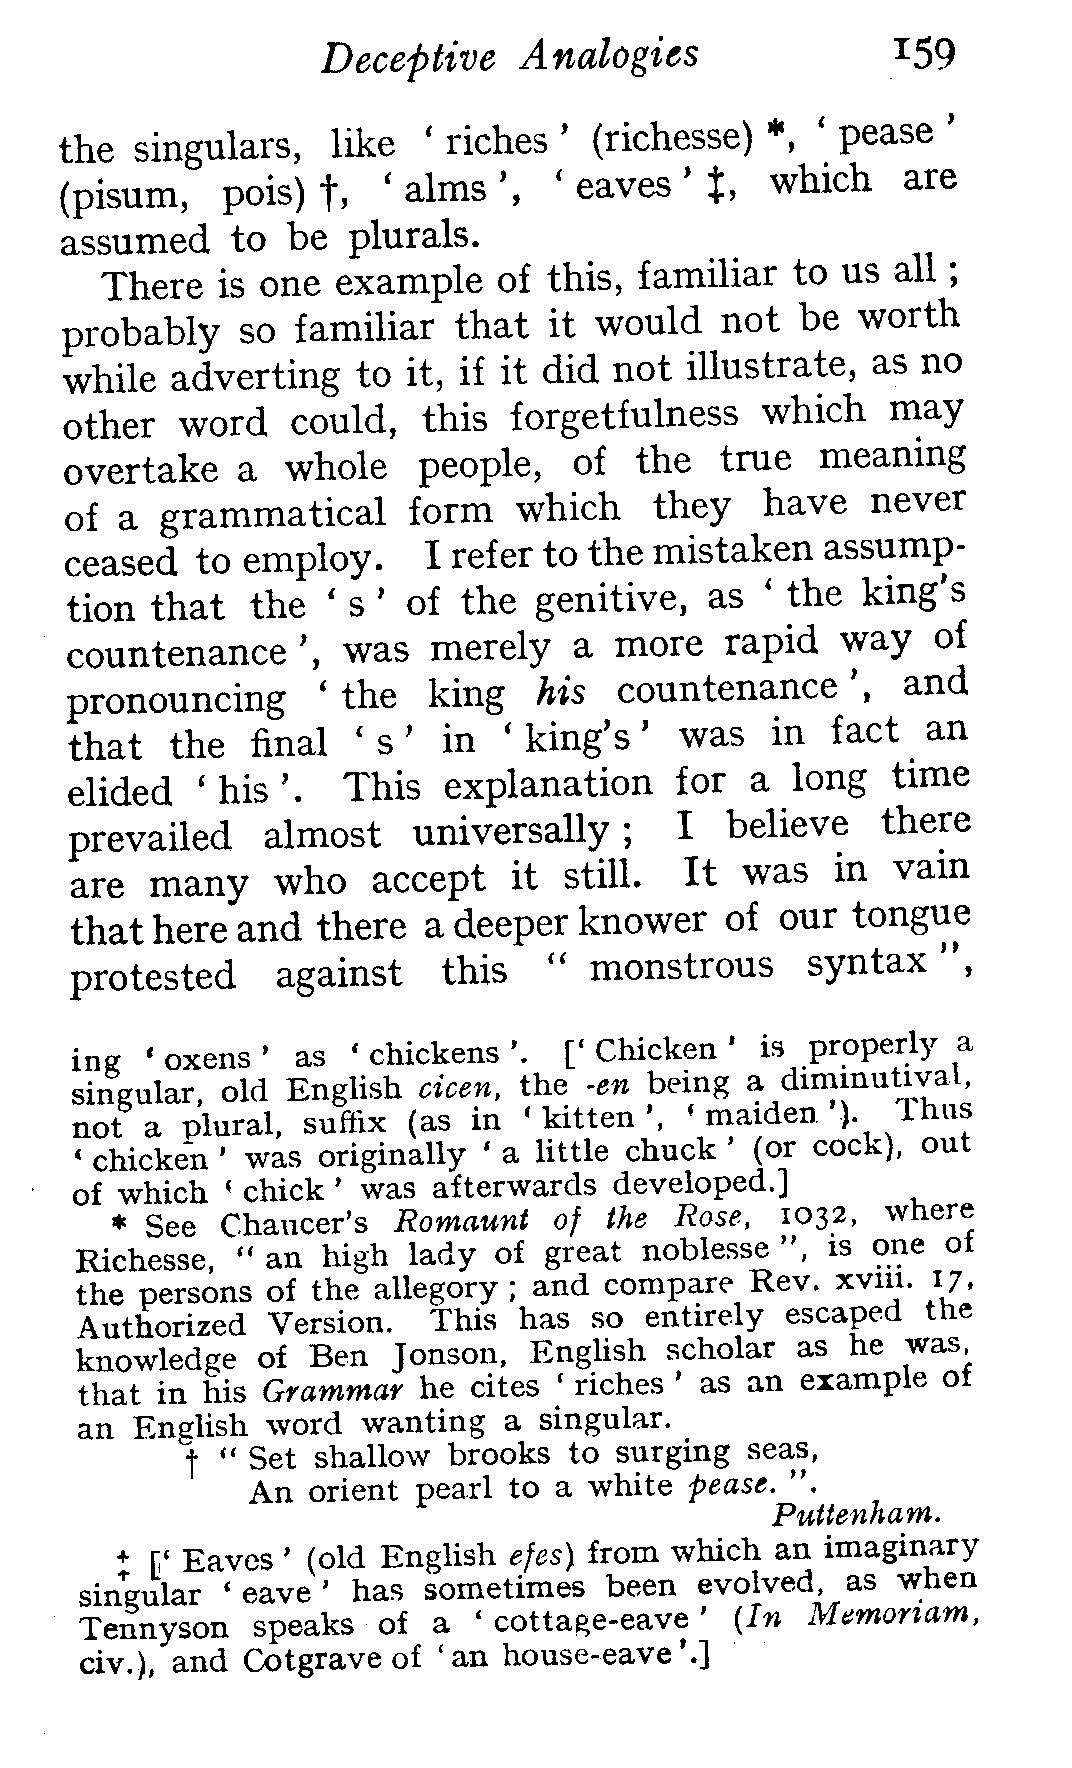 Deceptive Analogies 159
the singulars, like ‘ riches ’ (richesse) *, ‘ pease ’
(pisum, pois) †, ‘ alms ’, ‘ eaves ’ ‡, which are
assumed to be plurals.
There is one example of this, familiar to us all ;
probably so familiar that it would not be worth
while adverting to it, if it did not illustrate, as no
other word could, this forgetfulness which may
overtake a whole people, of the true meaning
of a grammatical form which they have never
ceased to employ. I refer to the mistaken assump-
tion that the ‘ s ’ of the genitive, as ‘ the king's
countenance ’, was merely a more rapid way of
pronouncing ‘ the king his countenance ’, and
that the final ‘ s ’ in ‘ king's ’ was in fact an
elided ‘ his ’. This explanation for a long time
prevailed almost universally ; I believe there
are many who accept it still. It was in vain
that here and there a deeper knower of our tongue
protested against this “ monstrous syntax ”,
ing ‘ oxens ’ as ‘ chickens ’. [‘ Chicken ’ is properly a
singular, old English cicen, the -en being a diminutival,
not a plural, suffix (as in ‘ kitten ’, ‘ maiden ’). Thus
‘ chickĕn ’ was originally ‘ a little chuck ’ (or cock), out
of which ‘ chick ’ was afterwards developed.]
* See Chaucer's Romaunt of the Rose, 1032, where
Richesse, “ an high lady of great noblesse ”, is one of
the persons of the allegory ; and compare Rev. xviii. 17,
Authorized Version. This has so entirely escaped the
knowledge of Ben Jonson, English scholar as he was,
that in his Grammar he cites ‘ riches ’ as an example of
an English word wanting a singular.
† “ Set shallow brooks to surging seas,
An orient pearl to a white pease. ”.
Puttenham.
‡ [‘ Eaves ’ (old English efes) from which an imaginary
singular ‘ eave ’ has sometimes been evolved, as when
Tennyson speaks of a ‘ cottage-eave ’ (In Memoriam,
civ.), and Cotgrave of ‘ an house-eave ’.]